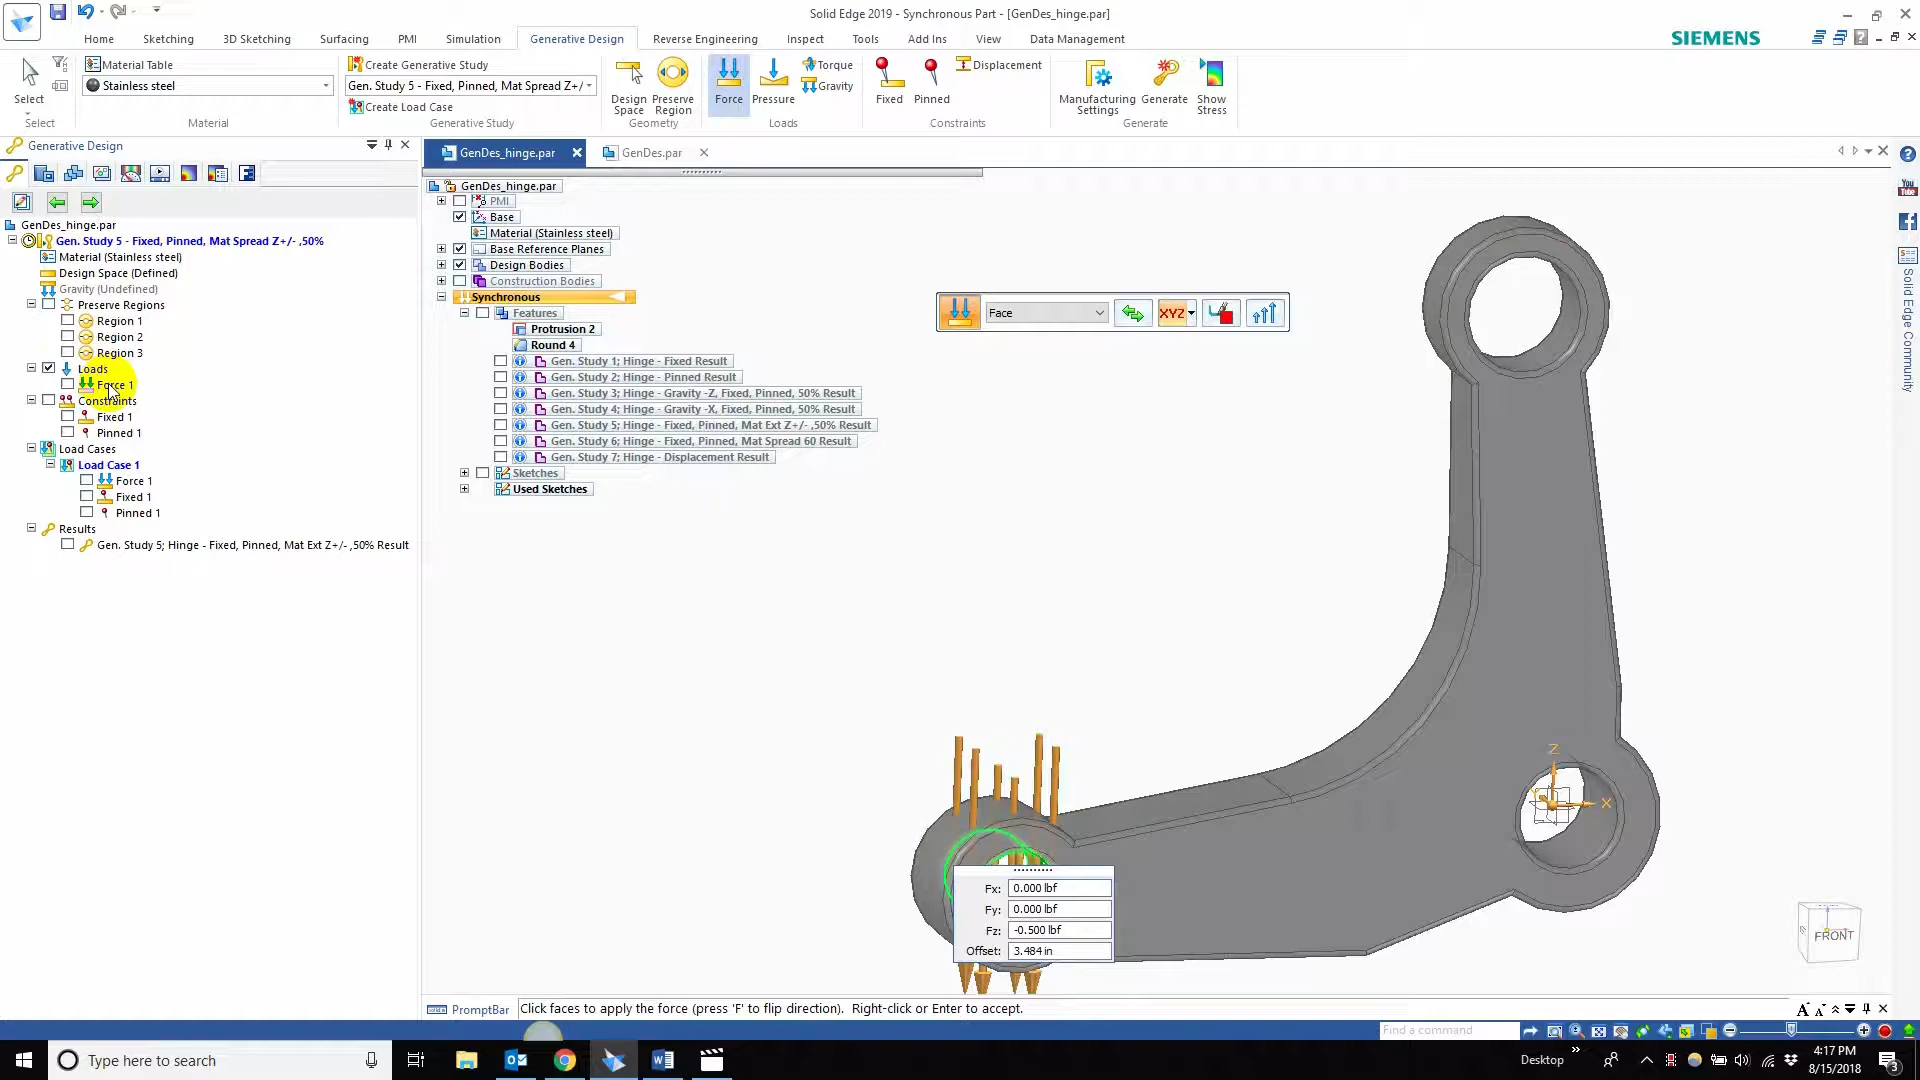 Solid Edge 2019 - Synchronous Part - [GenDes_hinge.par]
Home Sketching 3D Sketching Surfacing PMI Simulation Generative Design Reverse Engineering Inspect Tools Add Ins View Data Management
SIEMENS
Select
Select
Material Table
Stainless steel
Material
Create Generative Study
Gen. Study 5 - Fixed, Pinned, Mat Spread Z+/
Create Load Case
Generative Study
Design Space
Preserve Region
Geometry
Force
Pressure
Torque
Gravity
Loads
Fixed
Pinned
Displacement
Constraints
Manufacturing Settings
Generate
Show Stress
Generate
Generative Design
GenDes_hinge.par
Gen. Study 5 - Fixed, Pinned, Mat Spread Z+/- ,50%
Material (Stainless steel)
Design Space (Defined)
Gravity (Undefined)
Preserve Regions
Region 1
Region 2
Region 3
Loads
Force 1
Constraints
Fixed 1
Pinned 1
Load Cases
Load Case 1
Force 1
Fixed 1
Pinned 1
Results
Gen. Study 5; Hinge - Fixed, Pinned, Mat Ext Z+/- ,50% Result
GenDes_hinge.par
GenDes.par
GenDes_hinge.par
PMI
Base
Material (Stainless steel)
Base Reference Planes
Design Bodies
Construction Bodies
Synchronous
Features
Protrusion 2
Round 4
Gen. Study 1; Hinge - Fixed Result
Gen. Study 2; Hinge - Pinned Result
Gen. Study 3; Hinge - Gravity -Z, Fixed, Pinned, 50% Result
Gen. Study 4; Hinge - Gravity -X, Fixed, Pinned, 50% Result
Gen. Study 5; Hinge - Fixed, Pinned, Mat Ext Z+/- ,50% Result
Gen. Study 6; Hinge - Fixed, Pinned, Mat Spread 60 Result
Gen. Study 7; Hinge - Displacement Result
Sketches
Used Sketches
Face
XYZ
Z
X
Fx: 0.000 lbf
Fy: 0.000 lbf
Fz: -0.500 lbf
Offset: 3.484 in
FRONT
You
Tube
Solid Edge Community
PromptBar
Click faces to apply the force (press 'F' to flip direction). Right-click or Enter to accept.
Find a command
Type here to search
Desktop
4:17 PM
8/15/2018
3